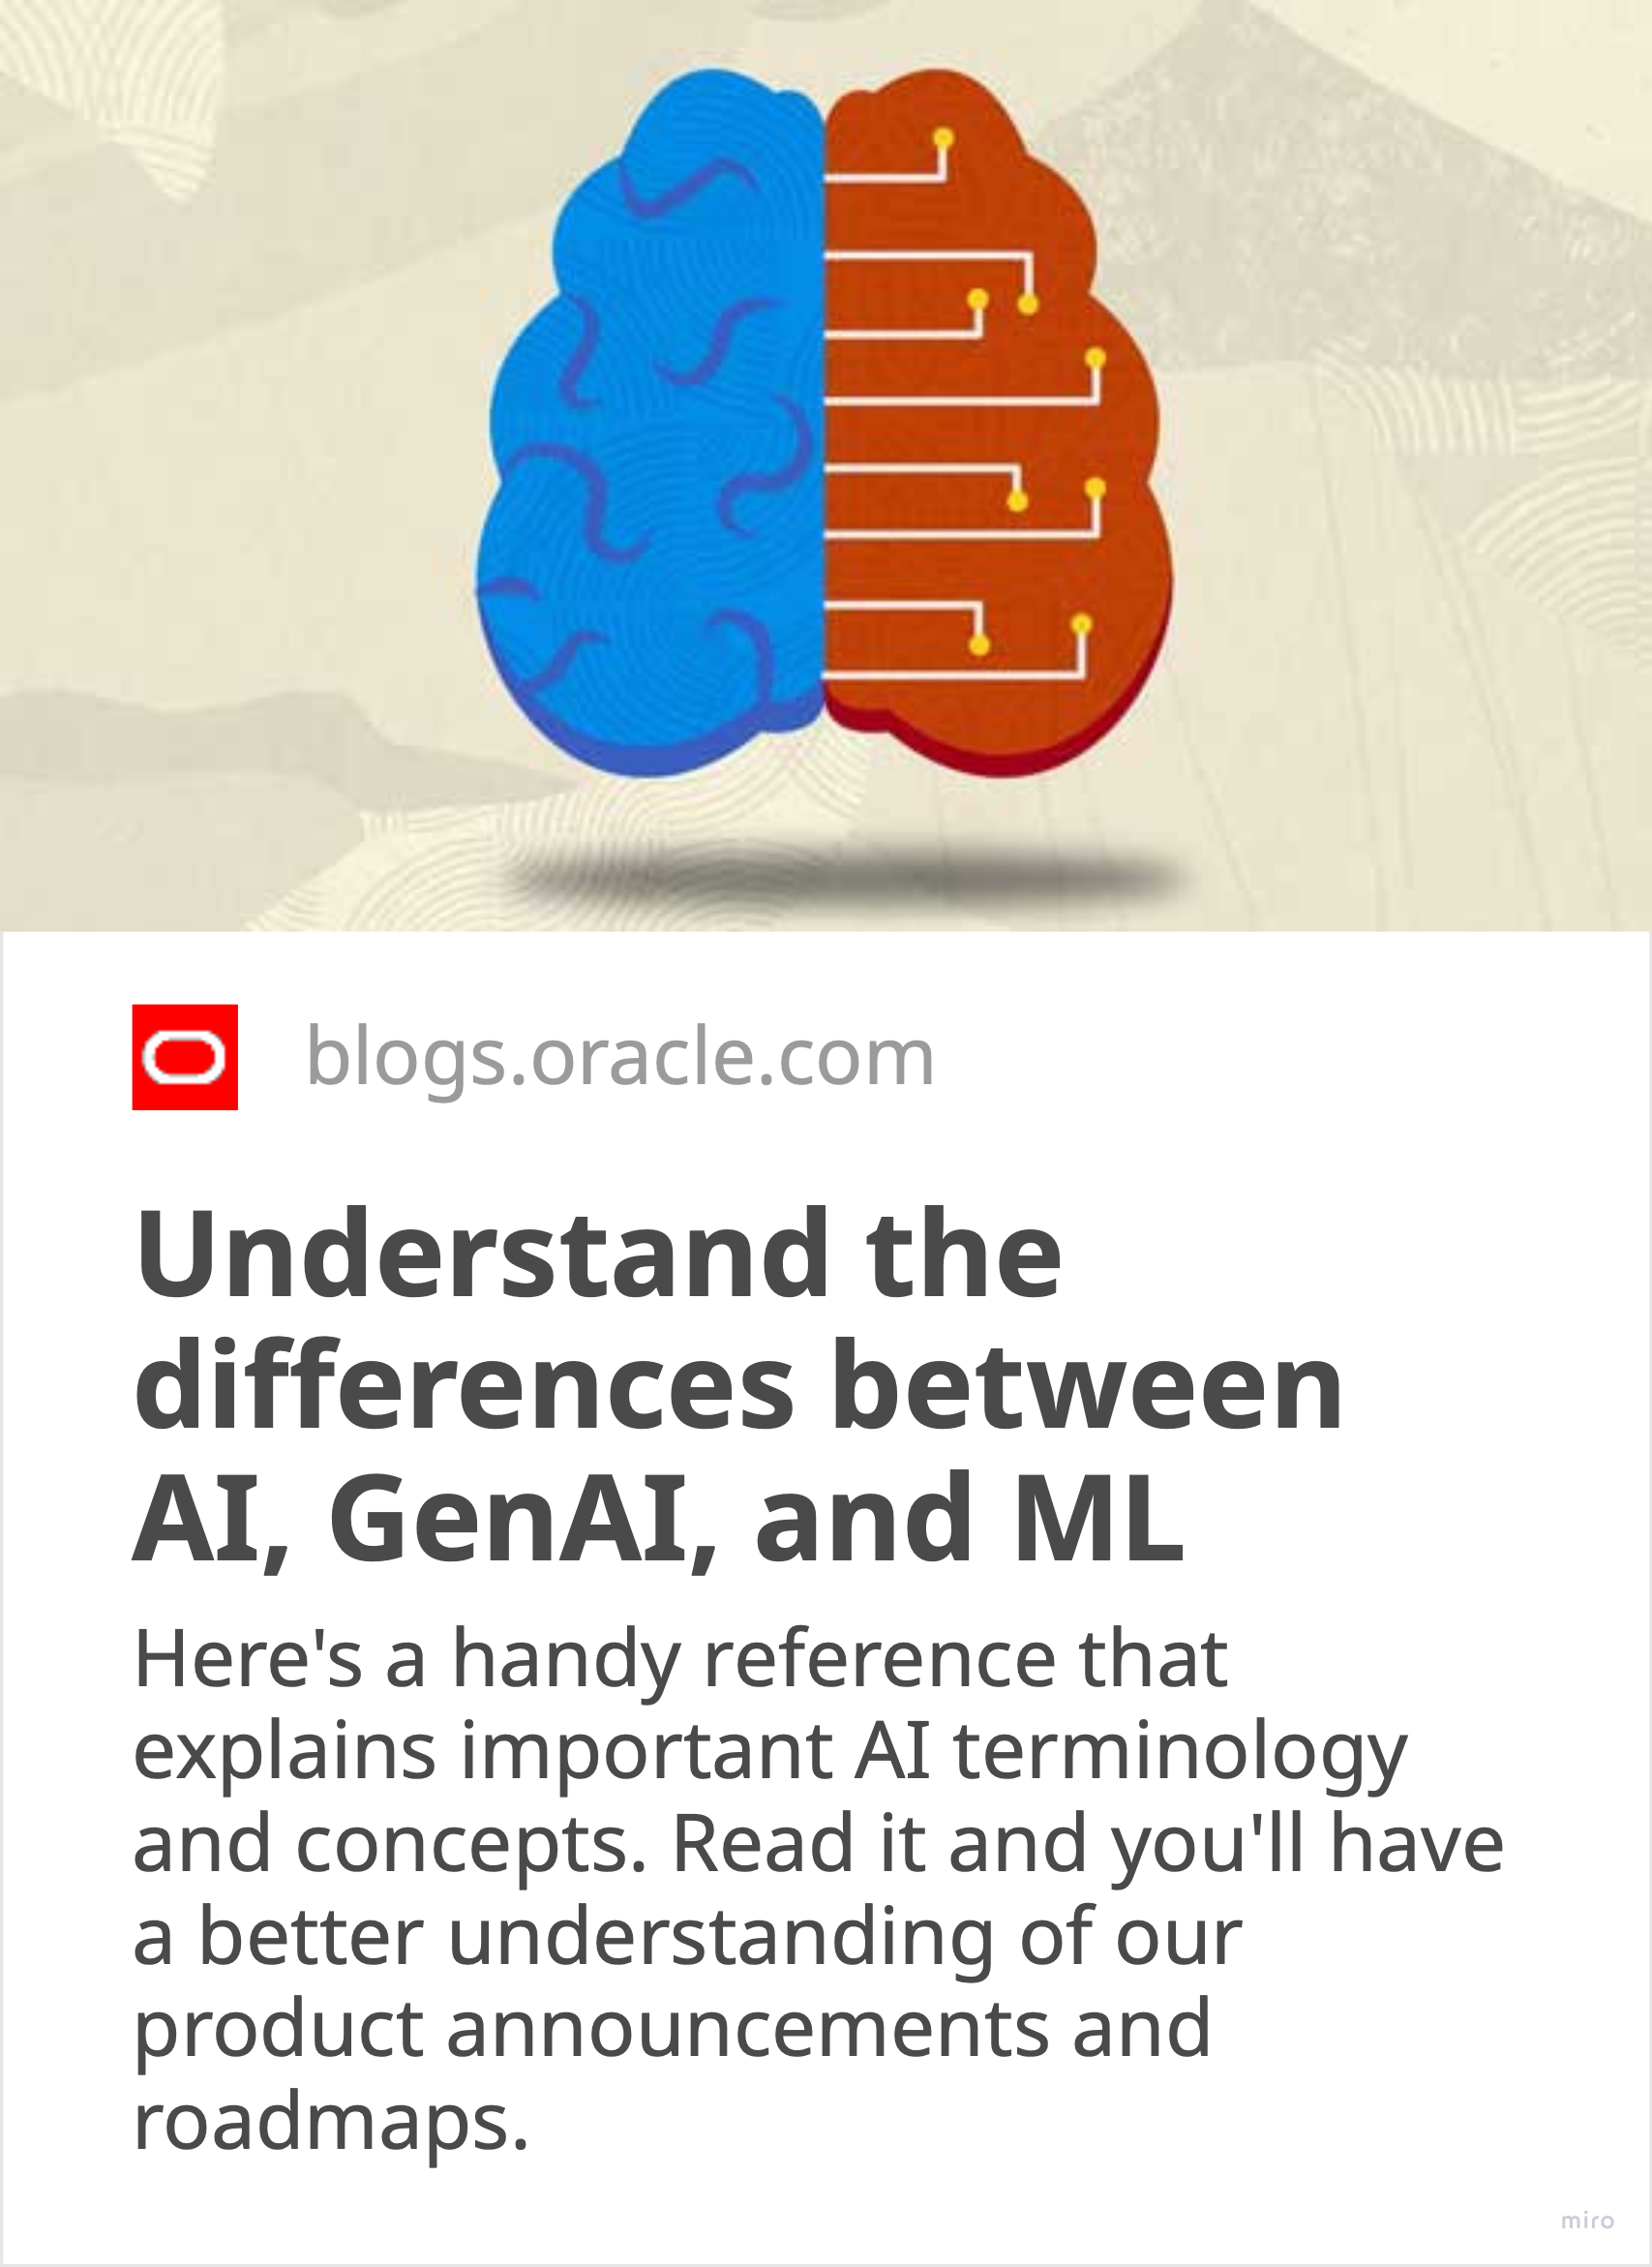 blogs.oracle.com
Understand the
differences between
AI, GenAI, and ML
Here's a handy reference that
explains important AI terminology
and concepts. Read it and you'll have
a better understanding of our
product announcements and
roadmaps.
miro